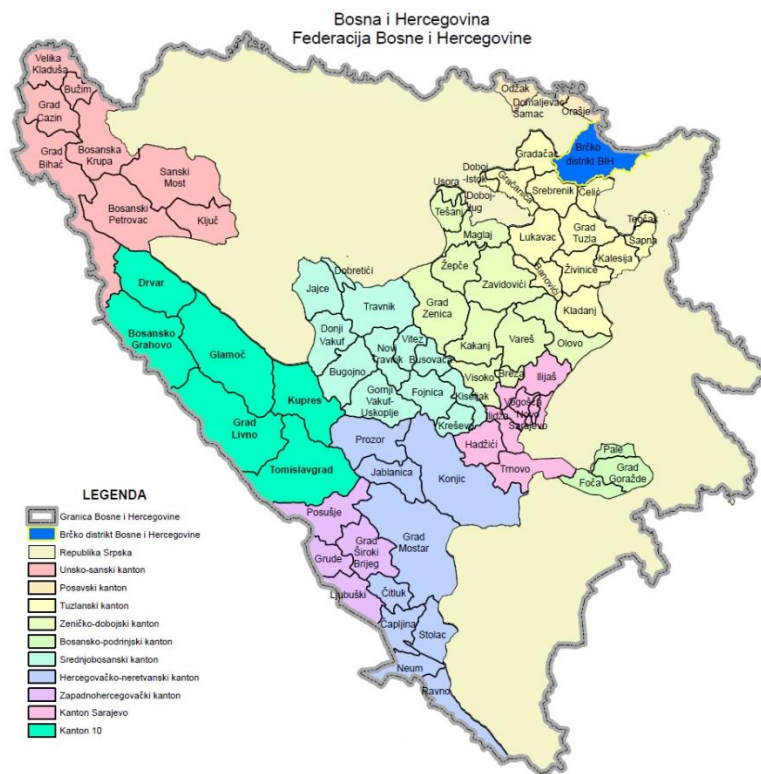 Bosna i Hercegovina
Federacija Bosne i Hercegovine
Velika
Kladuša
Bužim
Grad
Cazin
Grad
Bihać
Bosanska
Krupa
Sanski
Most
Bosanski
Petrovac
Ključ
Odžak
Domaljevac
Šamac
Orašje
Brčko
distrikt BIH
Gradačac
Doboj
-Istok
Gračanica
Srebrenik
Čelić
Usora
Doboj-
Jug
Tešanj
Maglaj
Lukavac
Grad
Tuzla
Teočak
Sapna
Kalesija
Živinice
Banovići
Kladanj
Žepče
Zavidovići
Grad
Zenica
Kakanj
Vareš
Olovo
Visoko
Breza
Dobretići
Jajce
Travnik
Donji
Vakuf
Novi
Travnik
Vitez
Busovača
Bugojno
Gornji
Vakuf-
Uskoplje
Fojnica
Kiseljak
Kreševo
Ilijaš
Vogošća
Novo
Sarajevo
Ilidža
Hadžići
Trnovo
Pale
Grad
Goražde
Foča
Drvar
Bosansko
Grahovo
Glamoč
Kupres
Grad
Livno
Tomislavgrad
Prozor
Jablanica
Konjic
Grad
Mostar
Posušje
Grad
Široki
Brijeg
Grude
Ljubuški
Čitluk
Čapljina
Stolac
Neum
Ravno
LEGENDA
Granica Bosne i Hercegovine
Brčko distrikt Bosne i Hercegovine
Republika Srpska
Unsko-sanski kanton
Posavski kanton
Tuzlanski kanton
Zeničko-dobojski kanton
Bosansko-podrinjski kanton
Srednjobosanski kanton
Hercegovačko-neretvanski kanton
Zapadnohercegovački kanton
Kanton Sarajevo
Kanton 10